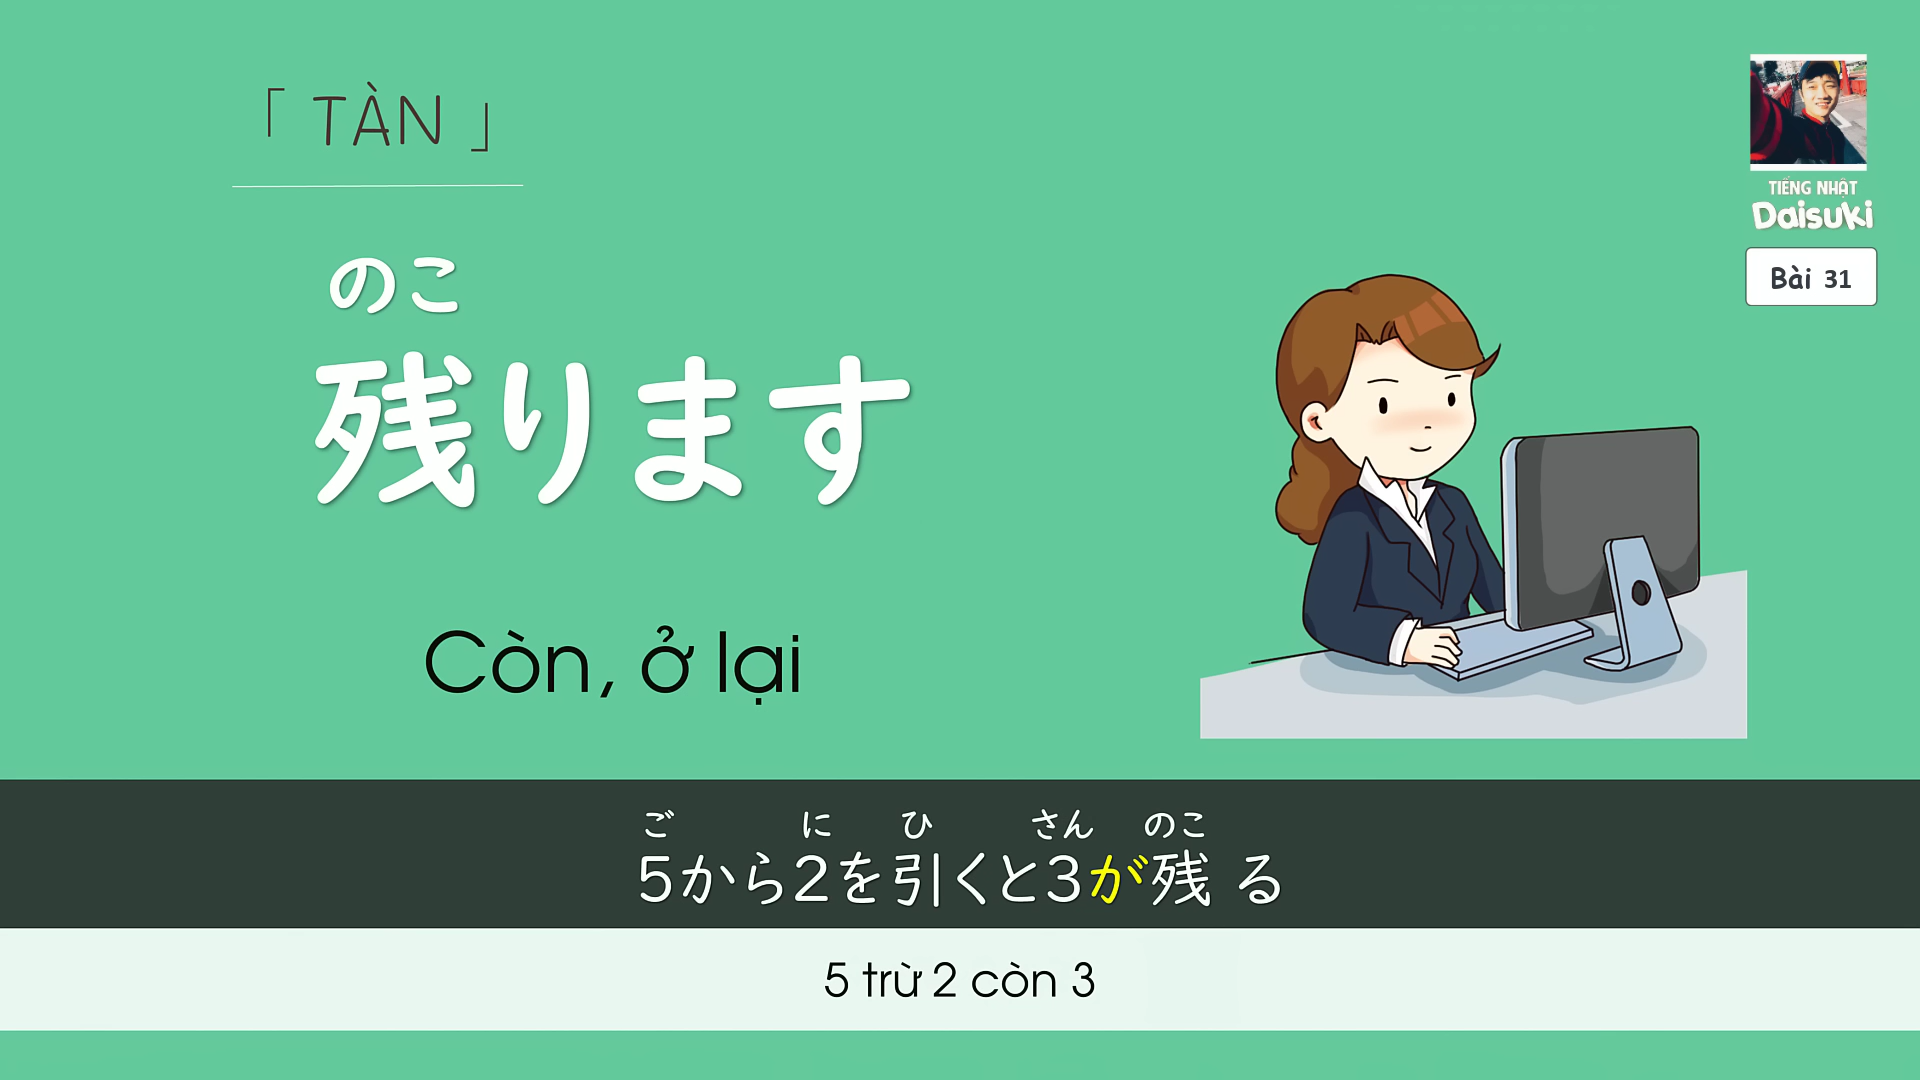 「 TÀN 」
のこ
残ります
Còn, ở lại
TIẾNG NHẬT
Daisuki
Bài 31
ご に ひ さん のこ
5から2を引くと3が残 る
5 trừ 2 còn 3